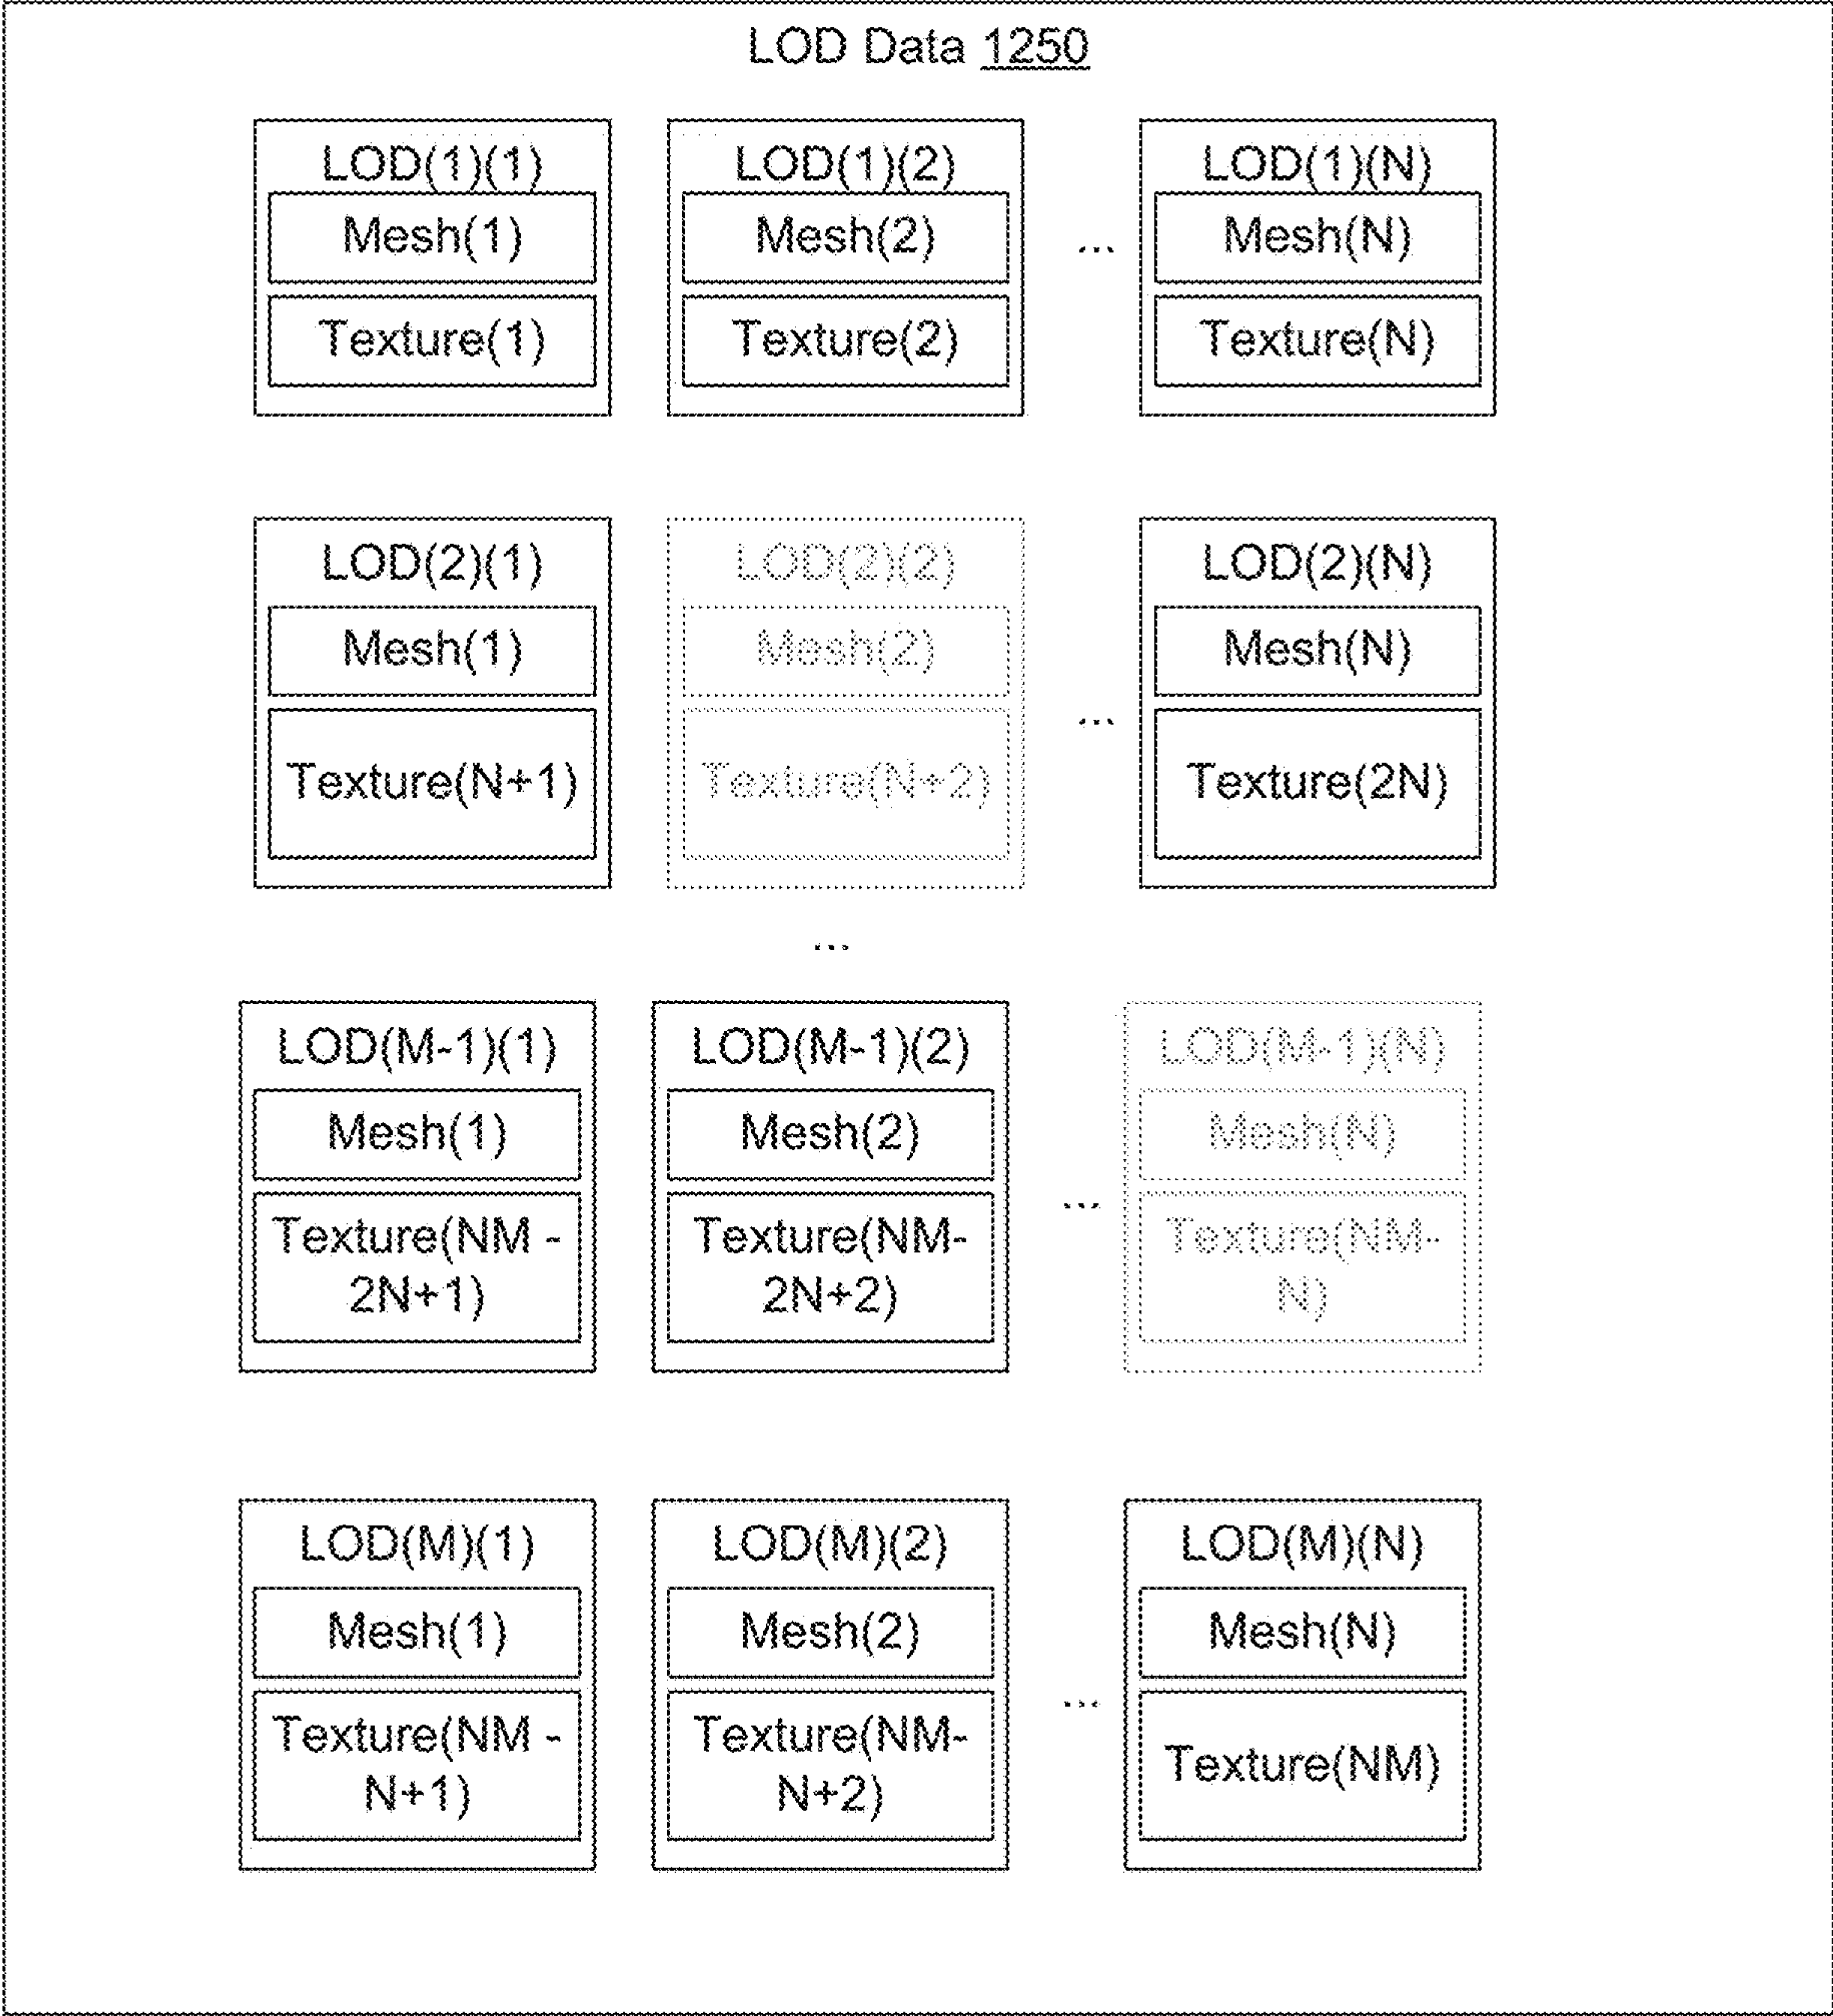 LOD Data 1250
LOD(1)(1)
Mesh(1)
Texture(1)
LOD(1)(2)
Mesh(2)
Texture(2)
...
LOD(1)(N)
Mesh(N)
Texture(N)
LOD(2)(1)
Mesh(1)
Texture(N+1)
LOD(2)(2)
Mesh(2)
Texture(N+2)
...
LOD(2)(N)
Mesh(N)
Texture(2N)
...
LOD(M-1)(1)
Mesh(1)
Texture(NM -
2N+1)
LOD(M-1)(2)
Mesh(2)
Texture(NM-
2N+2)
...
LOD(M-1)(N)
Mesh(N)
Texture(NM-
N)
LOD(M)(1)
Mesh(1)
Texture(NM -
N+1)
LOD(M)(2)
Mesh(2)
Texture(NM-
N+2)
...
LOD(M)(N)
Mesh(N)
Texture(NM)